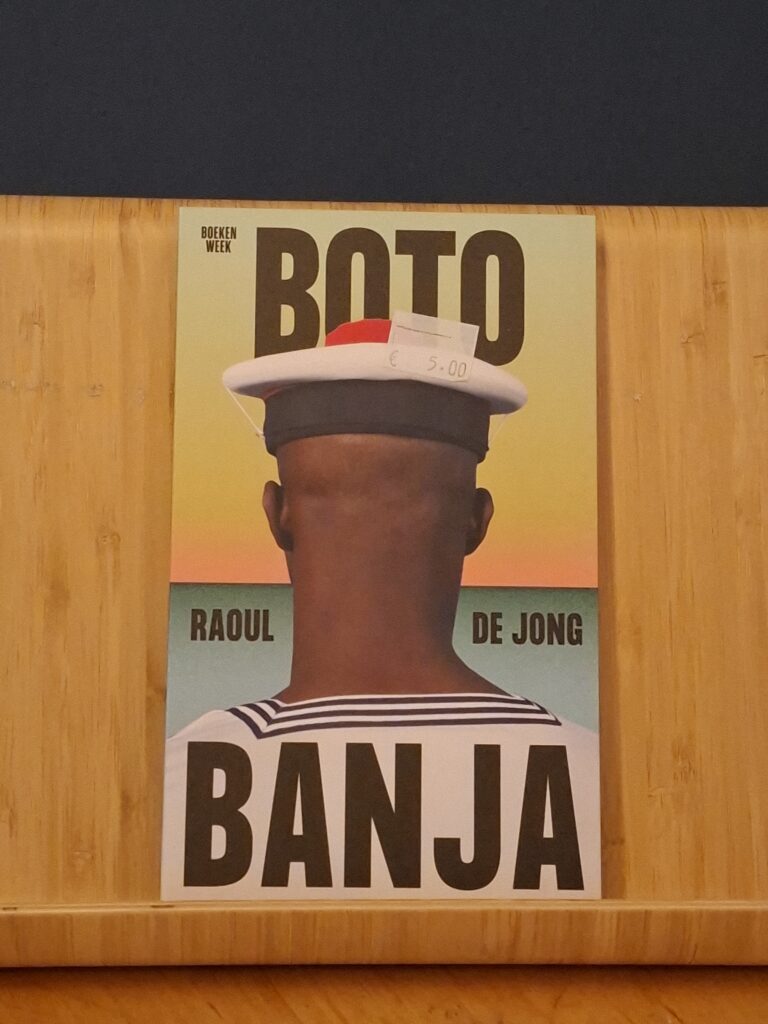 BOEKEN
WEEK
BOTO
€ 5.00
RAOUL DE JONG
BANJA